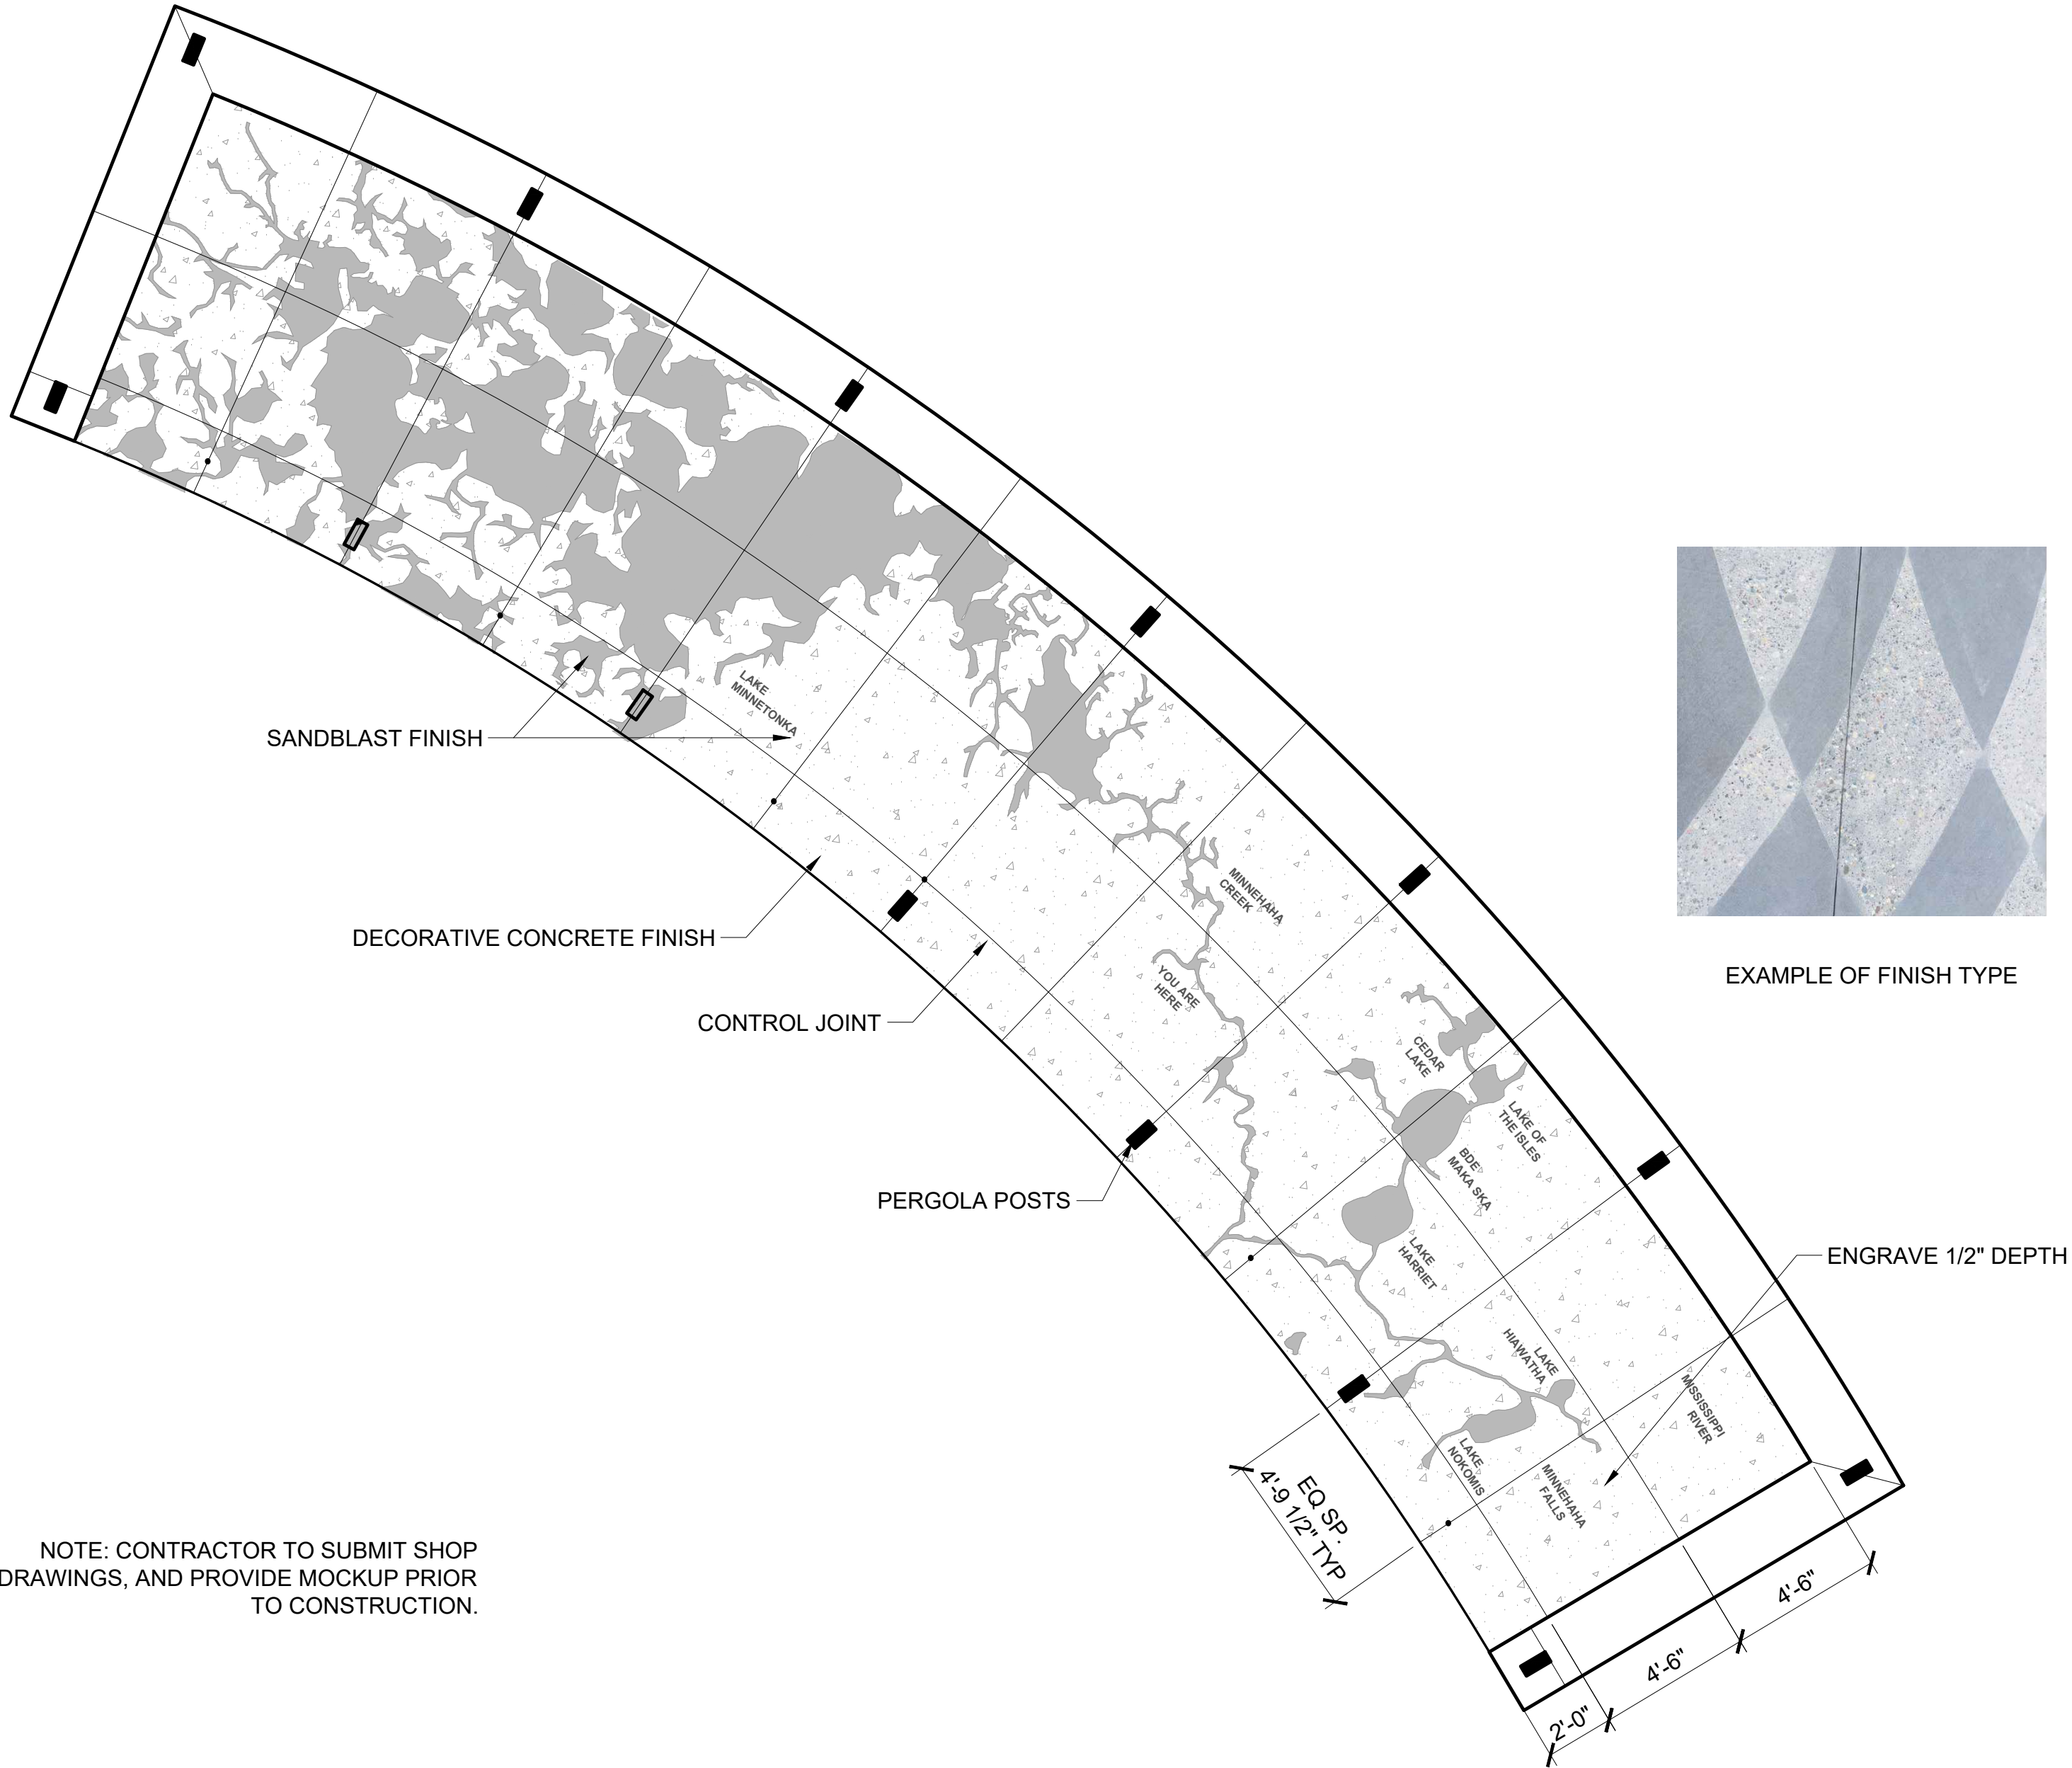 LAKE
MINNETONKA
SANDBLAST FINISH
MINNEHAHA
CREEK
DECORATIVE CONCRETE FINISH
EXAMPLE OF FINISH TYPE
YOU ARE
HERE
CONTROL JOINT
CEDAR
LAKE
LAKE OF
THE ISLES
BDE
MAKA SKA
PERGOLA POSTS
LAKE
HARRIET
ENGRAVE 1/2" DEPTH
LAKE
HIAWATHA
MISSISSIPPI
RIVER
LAKE
NOKOMIS
MINNEHAHA
FALLS
EQ SP.
4'-9 1/2" TYP
NOTE: CONTRACTOR TO SUBMIT SHOP
DRAWINGS, AND PROVIDE MOCKUP PRIOR
TO CONSTRUCTION.
4'-6"
4'-6"
2'-0"